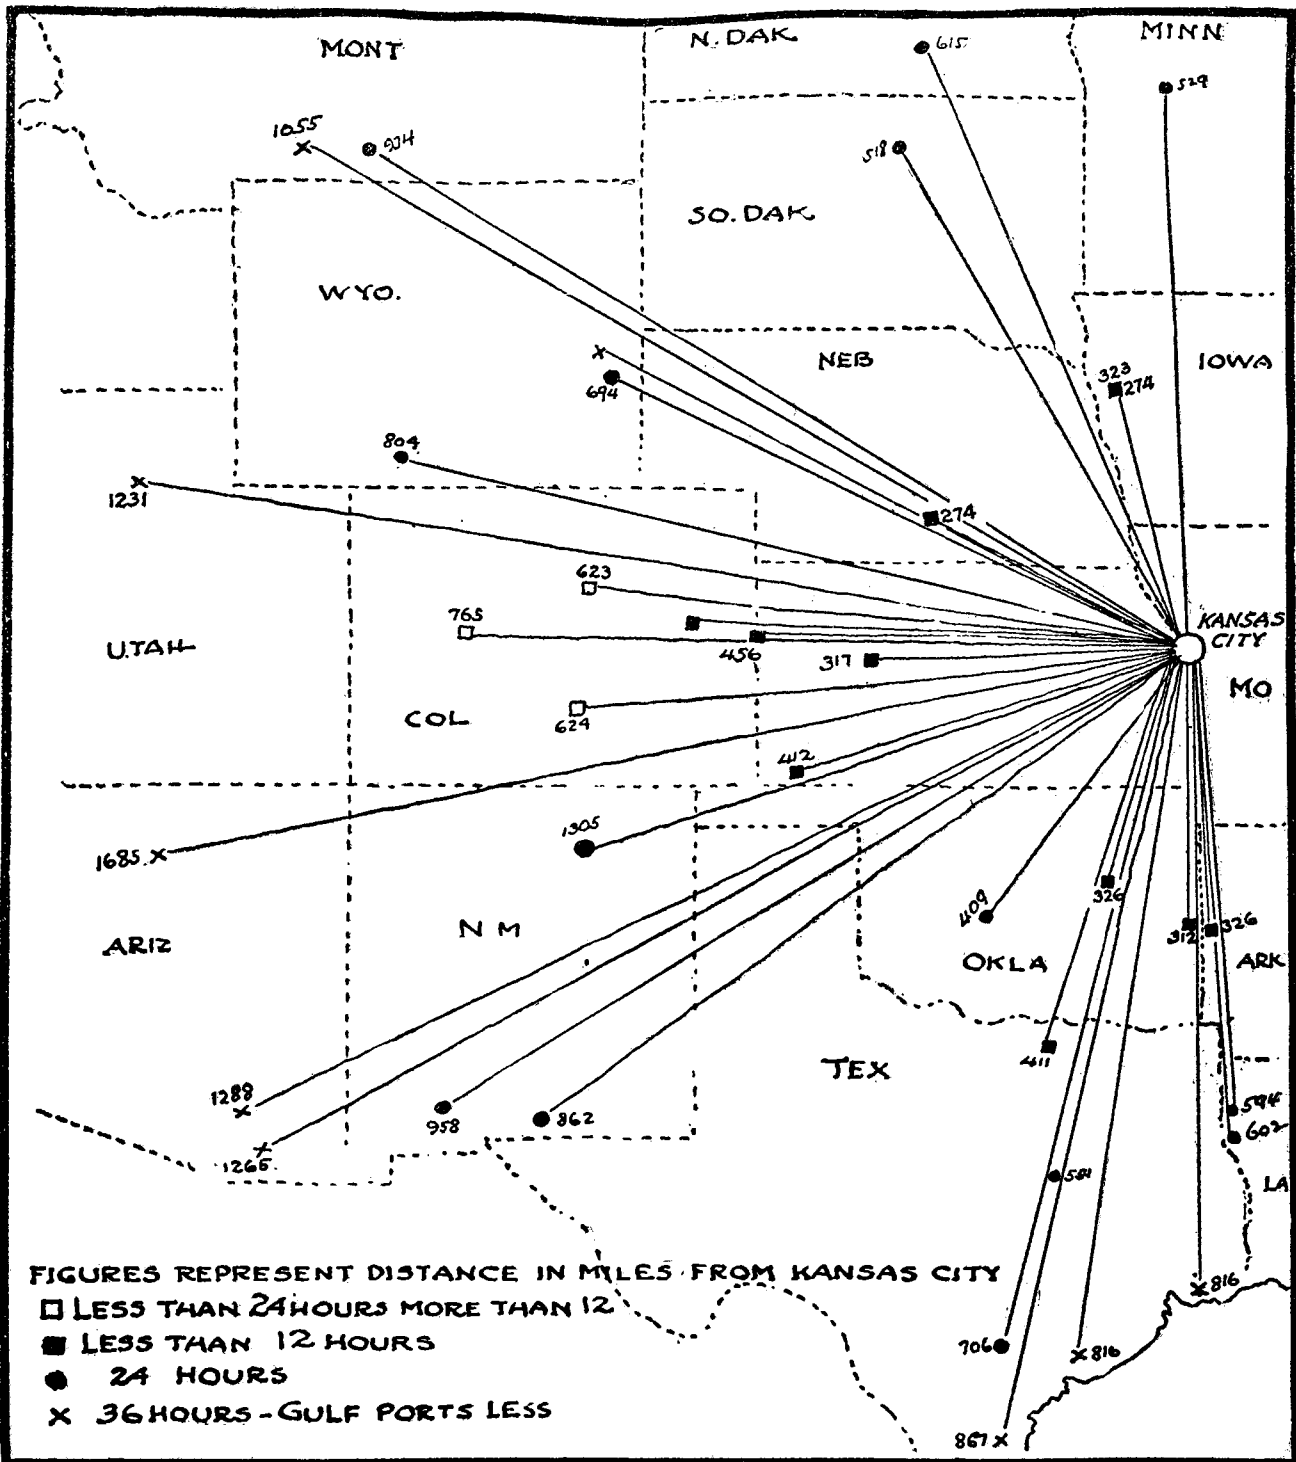 MONT
N. DAK
MINN
615
529
1055
934
518
SO. DAK
WYO.
NEB
IOWA
323
274
694
804
1231
274
623
765
KANSAS
CITY
UTAH
456
317
MO
COL
624
412
1305
1685
326
409
N M
ARIZ
312
326
OKLA
ARK
411
TEX
1288
958
862
594
602
1265
581
LA
FIGURES REPRESENT DISTANCE IN MILES FROM KANSAS CITY
LESS THAN 24 HOURS MORE THAN 12
LESS THAN 12 HOURS
24 HOURS
36 HOURS - GULF PORTS LESS
816
706
816
867